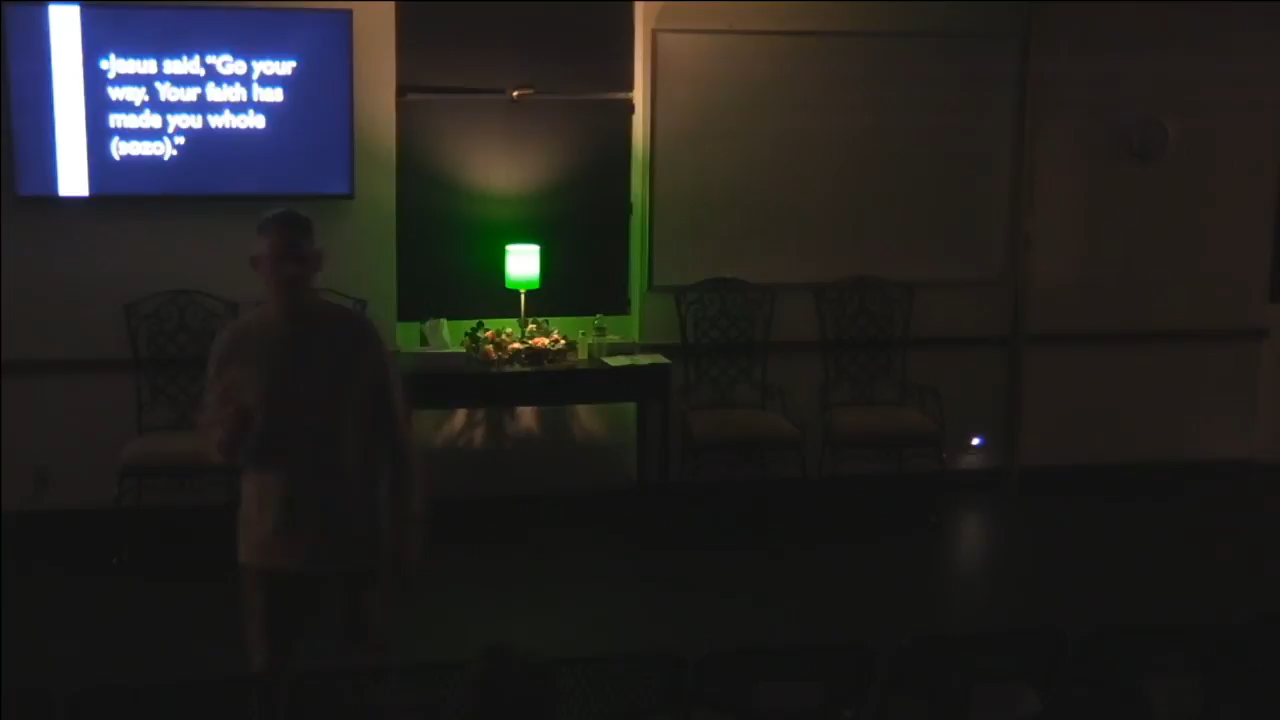 •Jesus said, “Go your
way. Your faith has
made you whole
(sozo).”